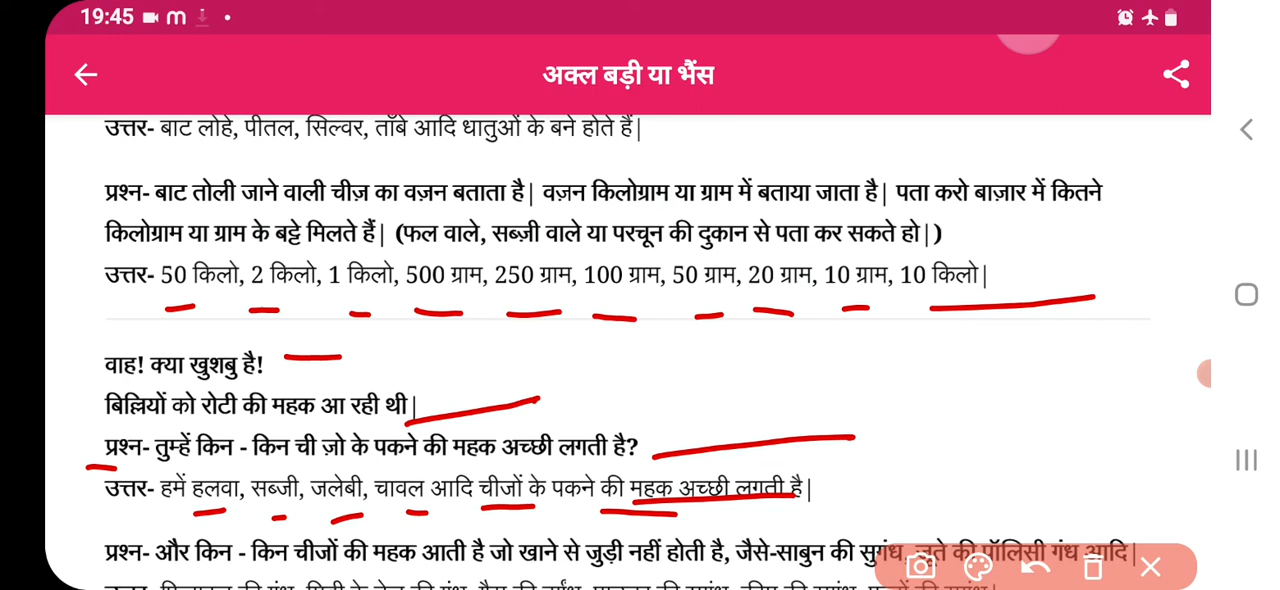 19:45
अक्ल बड़ी या भैंस
उत्तर- बाट लोहे, पीतल, सिल्वर, ताँबे आदि धातुओं के बने होते हैं|
प्रश्न- बाट तोली जाने वाली चीज़ का वज़न बताता है| वज़न किलोग्राम या ग्राम में बताया जाता है| पता करो बाज़ार में कितने
किलोग्राम या ग्राम के बट्टे मिलते हैं| (फल वाले, सब्ज़ी वाले या परचून की दुकान से पता कर सकते हो|)
उत्तर- 50 किलो, 2 किलो, 1 किलो, 500 ग्राम, 250 ग्राम, 100 ग्राम, 50 ग्राम, 20 ग्राम, 10 ग्राम, 10 किलो|
वाह! क्या खुशबु है!
बिल्लियों को रोटी की महक आ रही थी|
प्रश्न- तुम्हें किन - किन ची ज़ो के पकने की महक अच्छी लगती है?
उत्तर- हमें हलवा, सब्जी, जलेबी, चावल आदि चीजों के पकने की महक अच्छी लगती है|
प्रश्न- और किन - किन चीजों की महक आती है जो खाने से जुड़ी नहीं होती है, जैसे-साबुन की सुगंध, जूते की पॉलिसी गंध आदि|